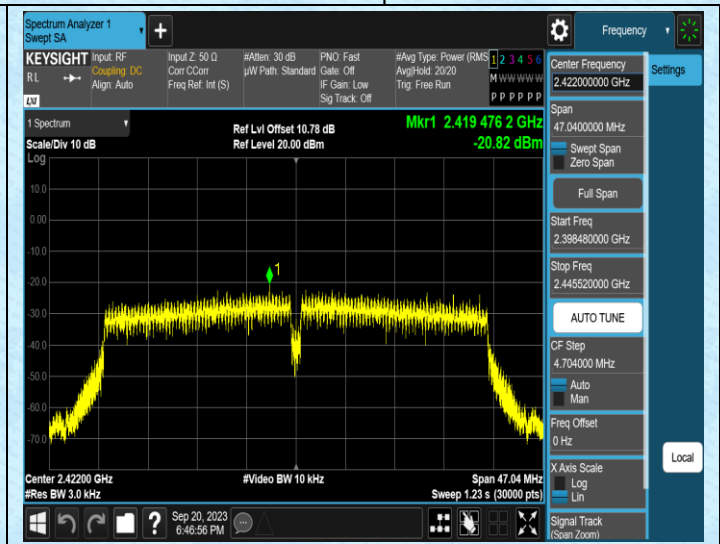 Spectrum Analyzer 1
Swept SA
+
Frequency
KEYSIGHT
RL
LXI
Input: RF
Coupling: DC
Align: Auto
Input Z: 50 Ω
Corr CCorr
Freq Ref: Int (S)
#Atten: 30 dB
µW Path: Standard
PNO: Fast
Gate: Off
IF Gain: Low
Sig Track: Off
#Avg Type: Power (RMS
Avg|Hold: 20/20
Trig: Free Run
1 2 3 4 5 6
M W W W W W
P P P P P P
1 Spectrum
Scale/Div 10 dB
Log
Ref Lvl Offset 10.78 dB
Ref Level 20.00 dBm
Mkr1 2.419 476 2 GHz
-20.82 dBm
10.0
0.00
-10.0
-20.0
-30.0
-40.0
-50.0
-60.0
-70.0
1
Center 2.42200 GHz
#Res BW 3.0 kHz
#Video BW 10 kHz
Span 47.04 MHz
Sweep 1.23 s (30000 pts)
Sep 20, 2023
6:46:56 PM
?
Center Frequency
2.422000000 GHz
Span
47.0400000 MHz
Swept Span
Zero Span
Full Span
Start Freq
2.398480000 GHz
Stop Freq
2.445520000 GHz
AUTO TUNE
CF Step
4.704000 MHz
Auto
Man
Freq Offset
0 Hz
X Axis Scale
Log
Lin
Signal Track
(Span Zoom)
Settings
Local